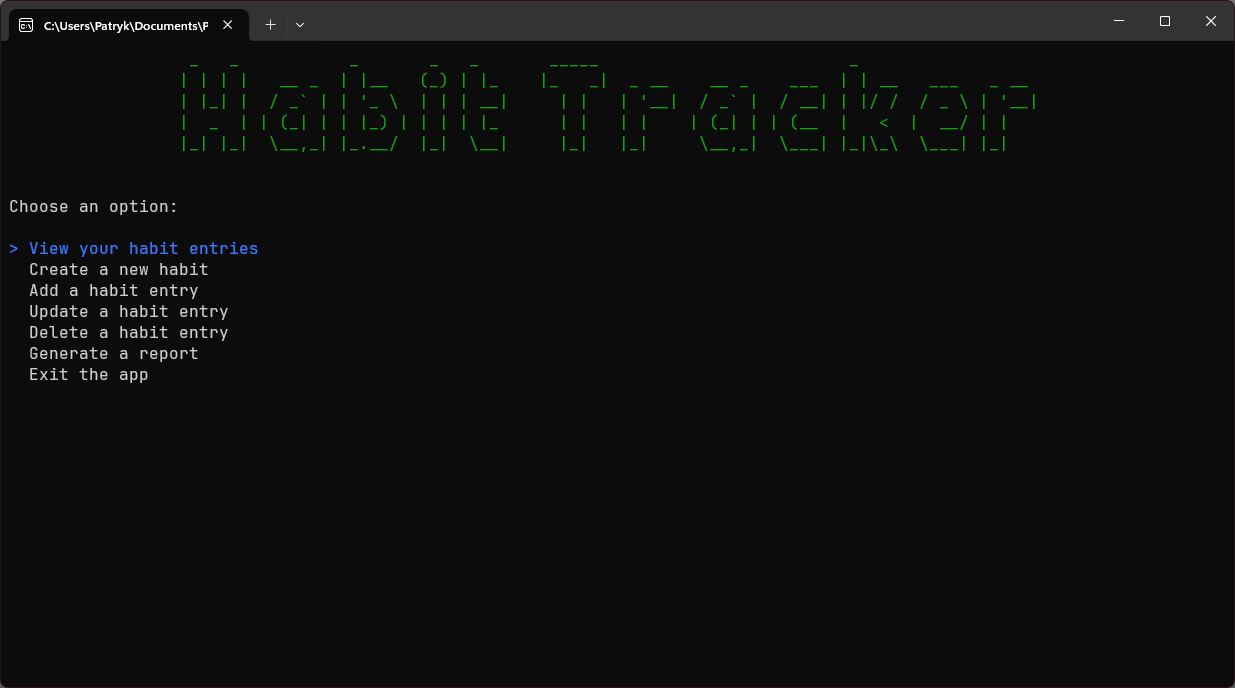 C:\Users\Patryk\Documents\P
Habit Tracker
Choose an option:
> View your habit entries
Create a new habit
Add a habit entry
Update a habit entry
Delete a habit entry
Generate a report
Exit the app